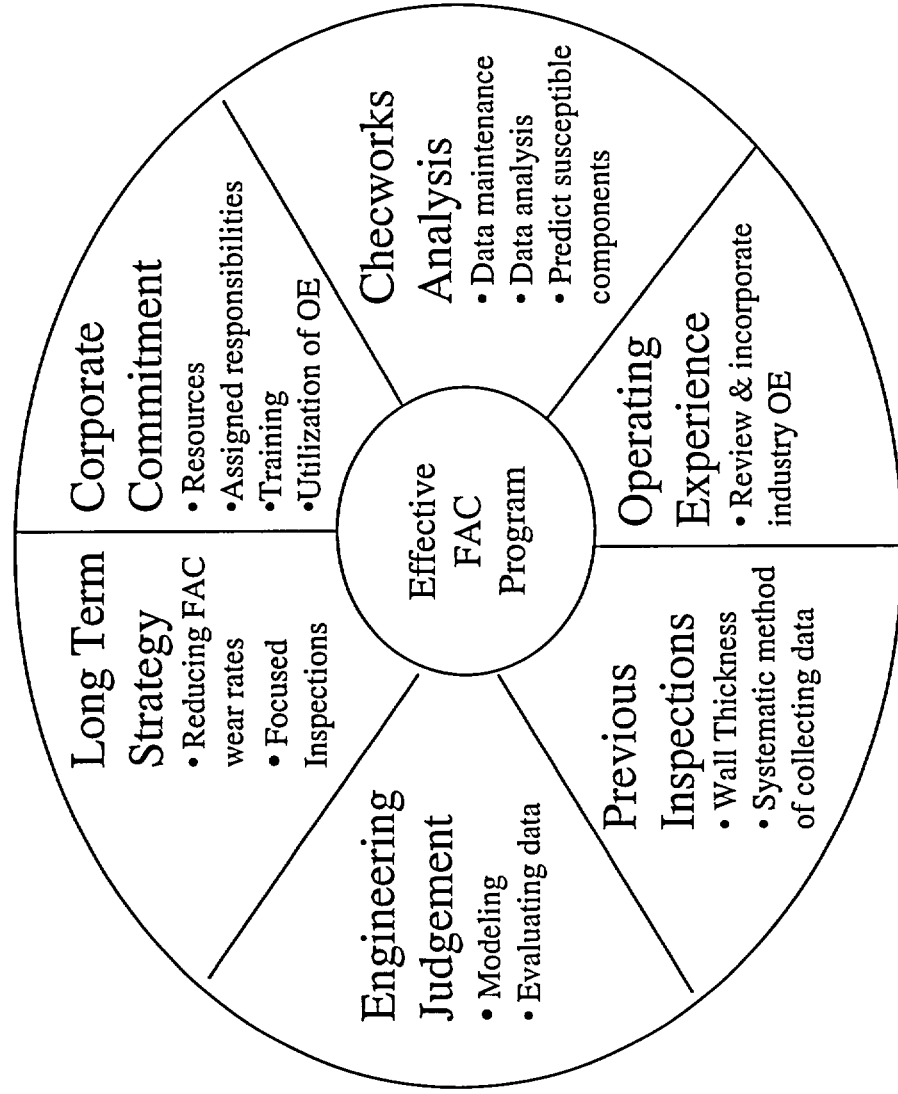 Long Term
Strategy
• Reducing FAC
wear rates
• Focused
Inspections
Corporate
Commitment
• Resources
•Assigned responsibilities
•Training
•Utilization of OE
Checworks
Analysis
• Data maintenance
• Data analysis
• Predict susceptible
components
Operating
Experience
• Review & incorporate
industry OE
Previous
Inspections
• Wall Thickness
• Systematic method
of collecting data
Engineering
Judgement
• Modeling
• Evaluating data
Effective
FAC
Program